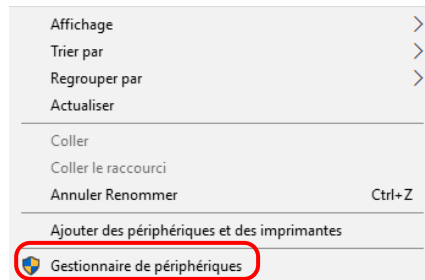 Affichage
Trier par
Regrouper par
Actualiser
Coller
Coller le raccourci
Annuler Renommer Ctrl+Z
Ajouter des périphériques et des imprimantes
Gestionnaire de périphériques